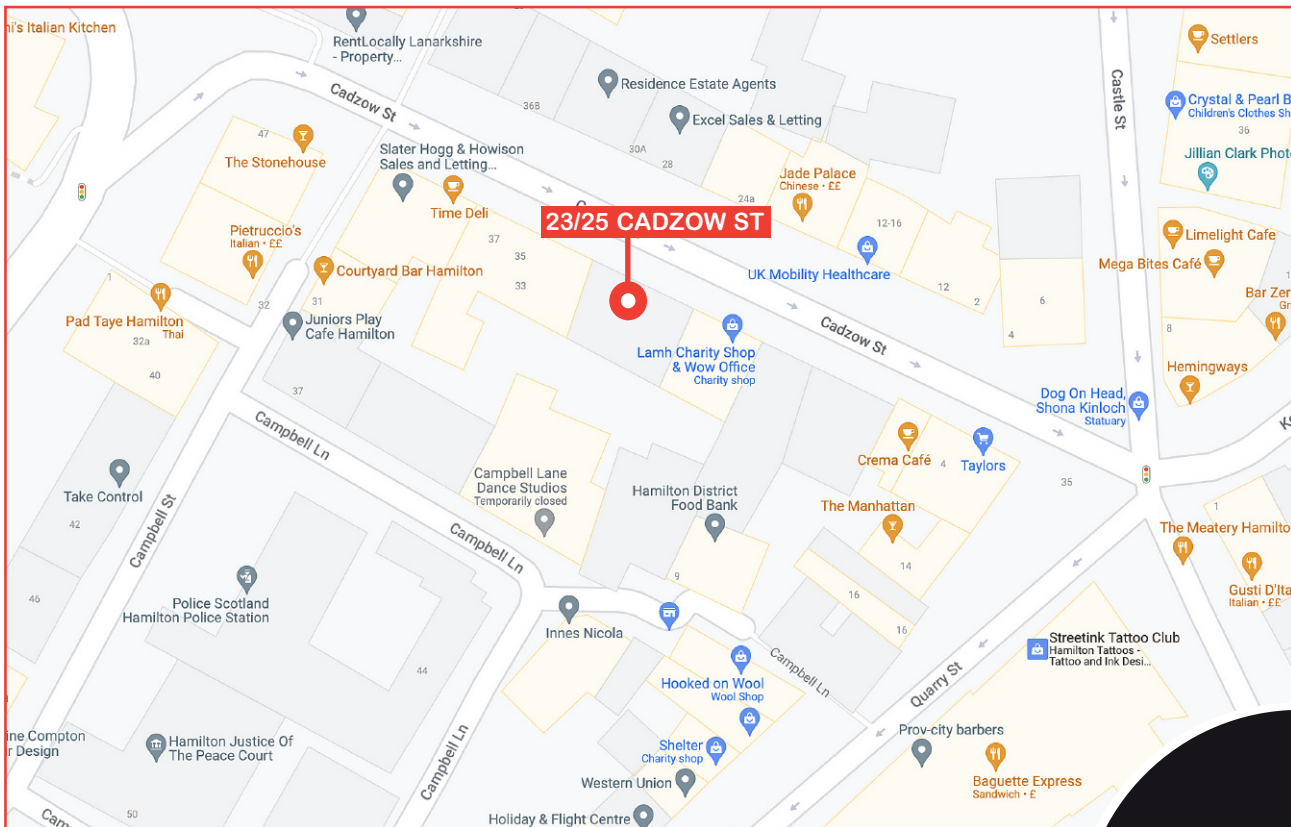 ni's Italian Kitchen
RentLocally Lanarkshire
- Property...
Settlers
Cadzow St
36B
Residence Estate Agents
Excel Sales & Letting
Castle St
Crystal & Pearl B
Children's Clothes Sh
36
47
The Stonehouse
Slater Hogg & Howison
Sales and Letting...
30A
28
Jillian Clark Phot
Time Deli
Jade Palace
Chinese • ££
24a
12-16
23/25 CADZOW ST
Pietruccio's
Italian • ££
37
35
33
Limelight Cafe
Mega Bites Café
UK Mobility Healthcare
12
2
6
4
Bar Zer
Gr
1
Courtyard Bar Hamilton
31
32
Pad Taye Hamilton
Thai
32a
40
Juniors Play
Cafe Hamilton
37
Cadzow St
8
Lamh Charity Shop
& Wow Office
Charity shop
Hemingways
Dog On Head,
Shona Kinloch
Statuary
Campbell Ln
Crema Café
4
Taylors
35
Take Control
42
Campbell St
Campbell Lane
Dance Studios
Temporarily closed
Hamilton District
Food Bank
The Manhattan
14
1
The Meatery Hamilto
Campbell Ln
Gusti D'Ita
Italian • ££
46
Police Scotland
Hamilton Police Station
9
16
16
Innes Nicola
44
Streetink Tattoo Club
Hamilton Tattoos -
Tattoo and Ink Desi...
Campbell Ln
Hooked on Wool
Wool Shop
Quarry St
ine Compton
r Design
Hamilton Justice Of
The Peace Court
Campbell Ln
Shelter
Charity shop
Prov-city barbers
Western Union
Baguette Express
Sandwich • £
50
Holiday & Flight Centre
Cam